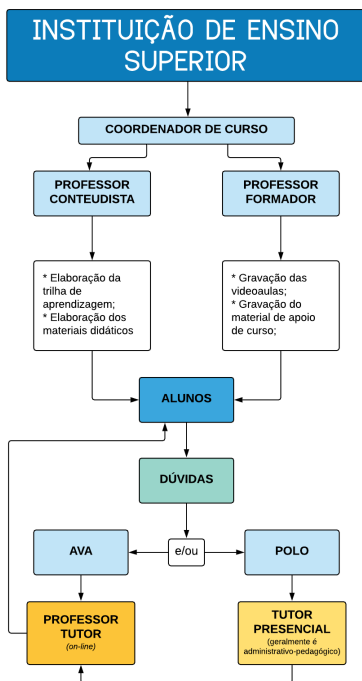 INSTITUIÇÃO DE ENSINO
SUPERIOR
COORDENADOR DE CURSO
PROFESSOR
CONTEUDISTA
PROFESSOR
FORMADOR
* Elaboração da
trilha de
aprendizagem;
* Elaboração dos
materiais didáticos
* Gravação das
videoaulas;
* Gravação do
material de apoio
de curso;
ALUNOS
DÚVIDAS
AVA
e/ou
POLO
PROFESSOR
TUTOR
(on-line)
TUTOR
PRESENCIAL
(geralmente é
administrativo-pedagógico)